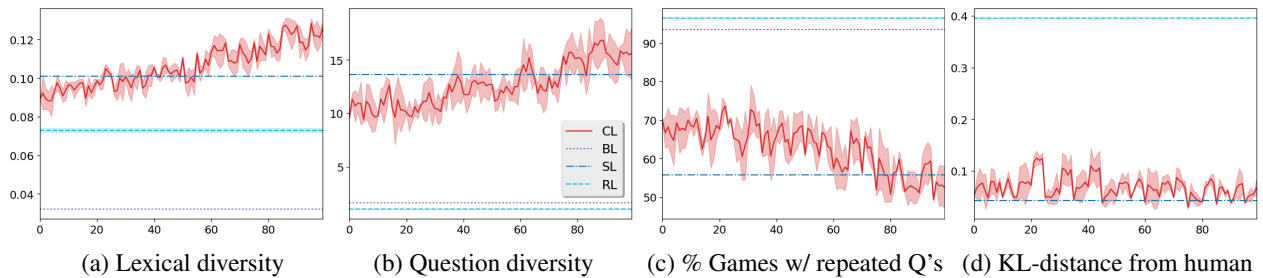 0.12
0.10
0.08
0.06
0.04
0 20 40 60 80
(a) Lexical diversity
15
10
5
CL
BL
SL
RL
0 20 40 60 80
(b) Question diversity
90
80
70
60
50
0 20 40 60 80
(c) % Games w/ repeated Q's
0.4
0.3
0.2
0.1
0 20 40 60 80
(d) KL-distance from human